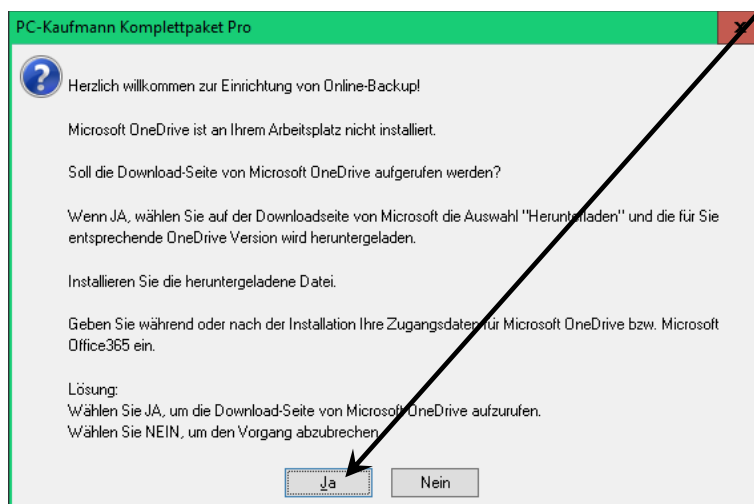 PC-Kaufmann Komplettpaket Pro
x
Herzlich willkommen zur Einrichtung von Online-Backup!
Microsoft OneDrive ist an Ihrem Arbeitsplatz nicht installiert.
Soll die Download-Seite von Microsoft OneDrive aufgerufen werden?
Wenn JA, wählen Sie auf der Downloadseite von Microsoft die Auswahl "Herunterladen" und die für Sie
entsprechende OneDrive Version wird heruntergeladen.
Installieren Sie die heruntergeladene Datei.
Geben Sie während oder nach der Installation Ihre Zugangsdaten für Microsoft OneDrive bzw. Microsoft
Office365 ein.
Lösung:
Wählen Sie JA, um die Download-Seite von Microsoft OneDrive aufzurufen.
Wählen Sie NEIN, um den Vorgang abzubrechen
Ja Nein